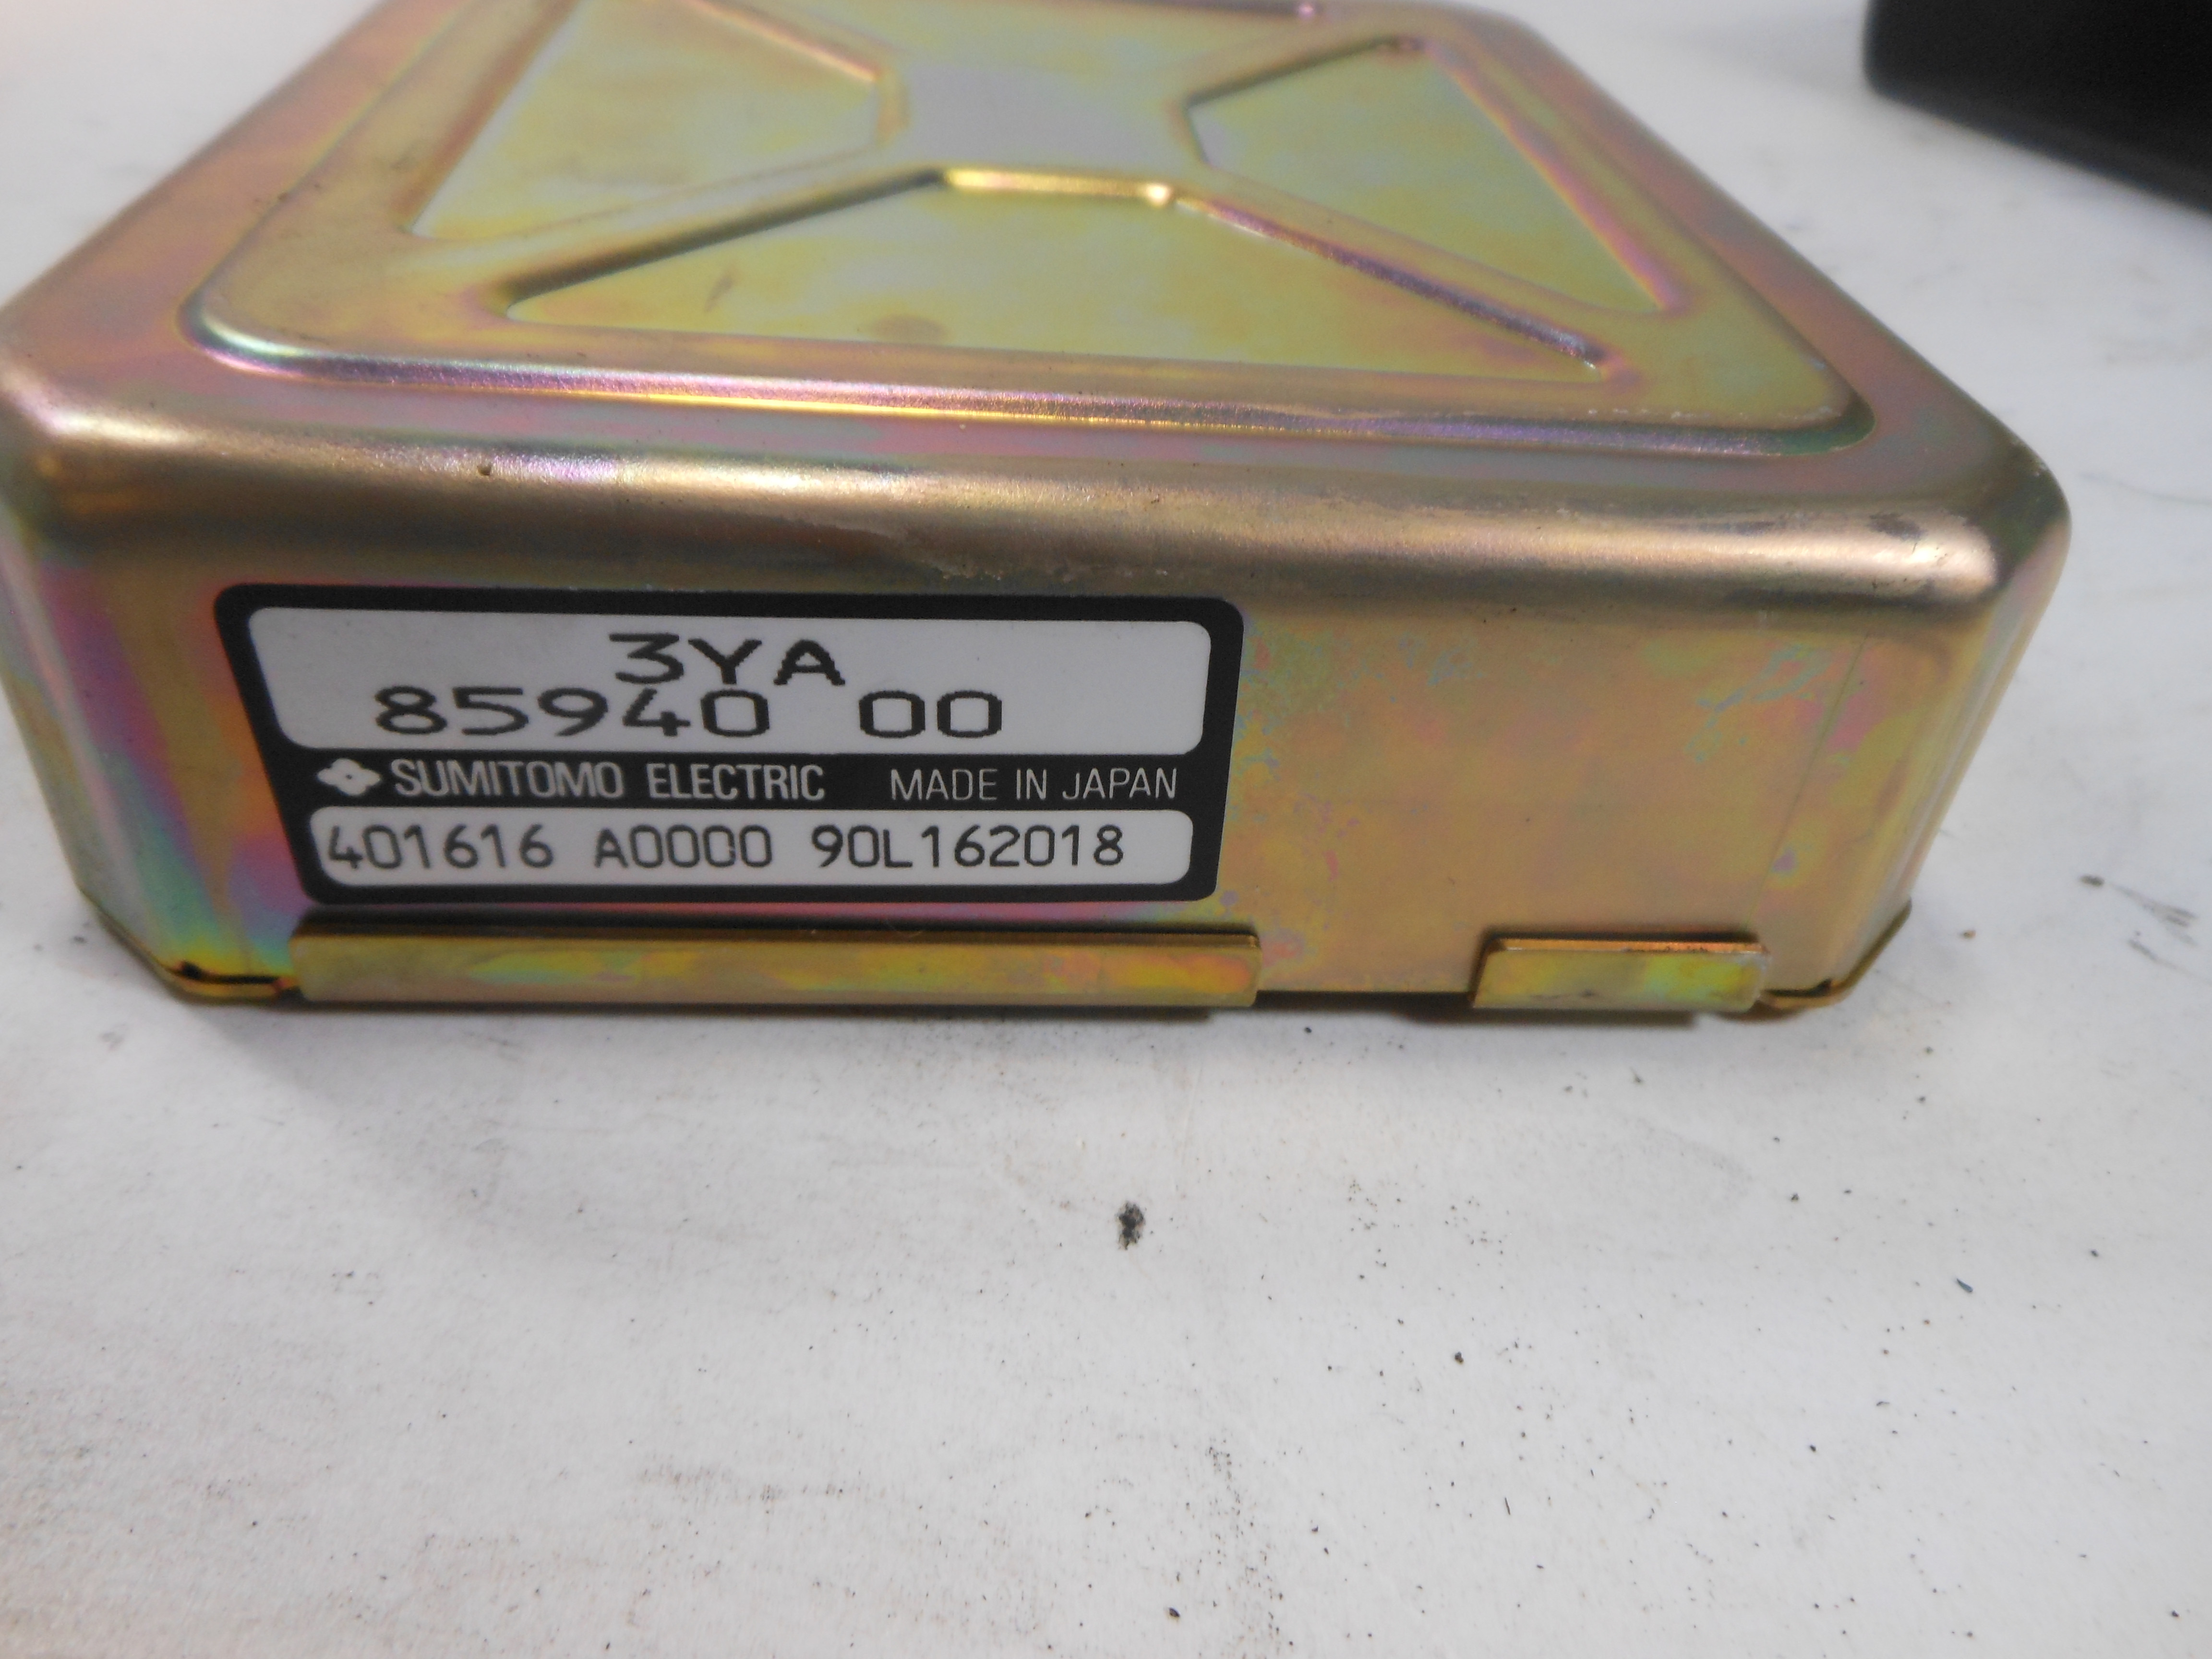 3YA
85940 00
SUMITOMO ELECTRIC MADE IN JAPAN
401616 A0000 90L162018